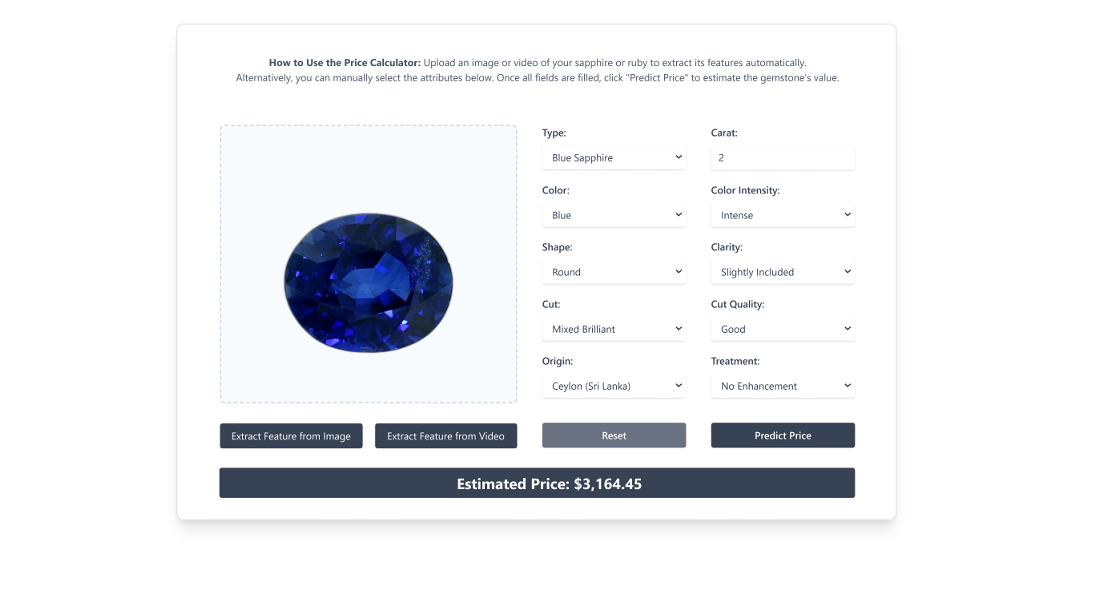 How to Use the Price Calculator: Upload an image or video of your sapphire or ruby to extract its features automatically.
Alternatively, you can manually select the attributes below. Once all fields are filled, click "Predict Price" to estimate the gemstone's value.
Type:
Carat:
Blue Sapphire
2
Color:
Color Intensity:
Blue
Intense
Shape:
Clarity:
Round
Slightly Included
Cut:
Cut Quality:
Mixed Brilliant
Good
Origin:
Treatment:
Ceylon (Sri Lanka)
No Enhancement
Extract Feature from Image
Extract Feature from Video
Reset
Predict Price
Estimated Price: $3,164.45